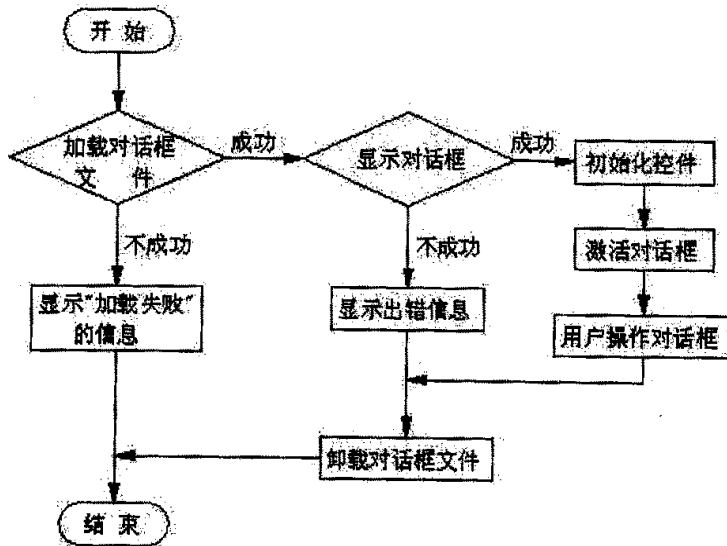 开 始
加载对话框
文 件
成功
显示对话框
成功
初始化控件
不成功
不成功
激活对话框
显示"加载失败"
的信息
显示出错信息
用户操作对话框
卸载对话框文件
结 束